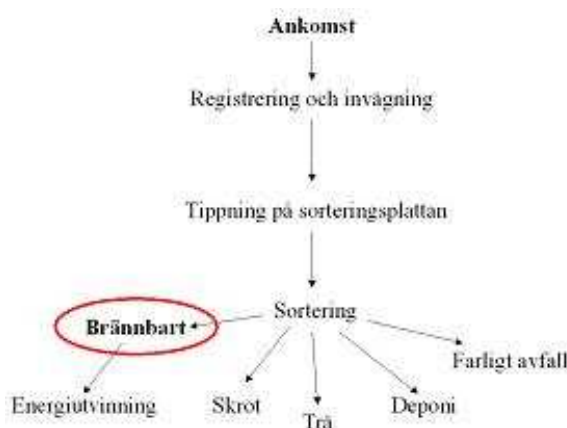 Ankomst
Registrering och invägning
Tippning på sorteringsplattan
Sortering
Brännbart
Farligt avfall
Energiutvinning
Skrot
Trä
Deponi